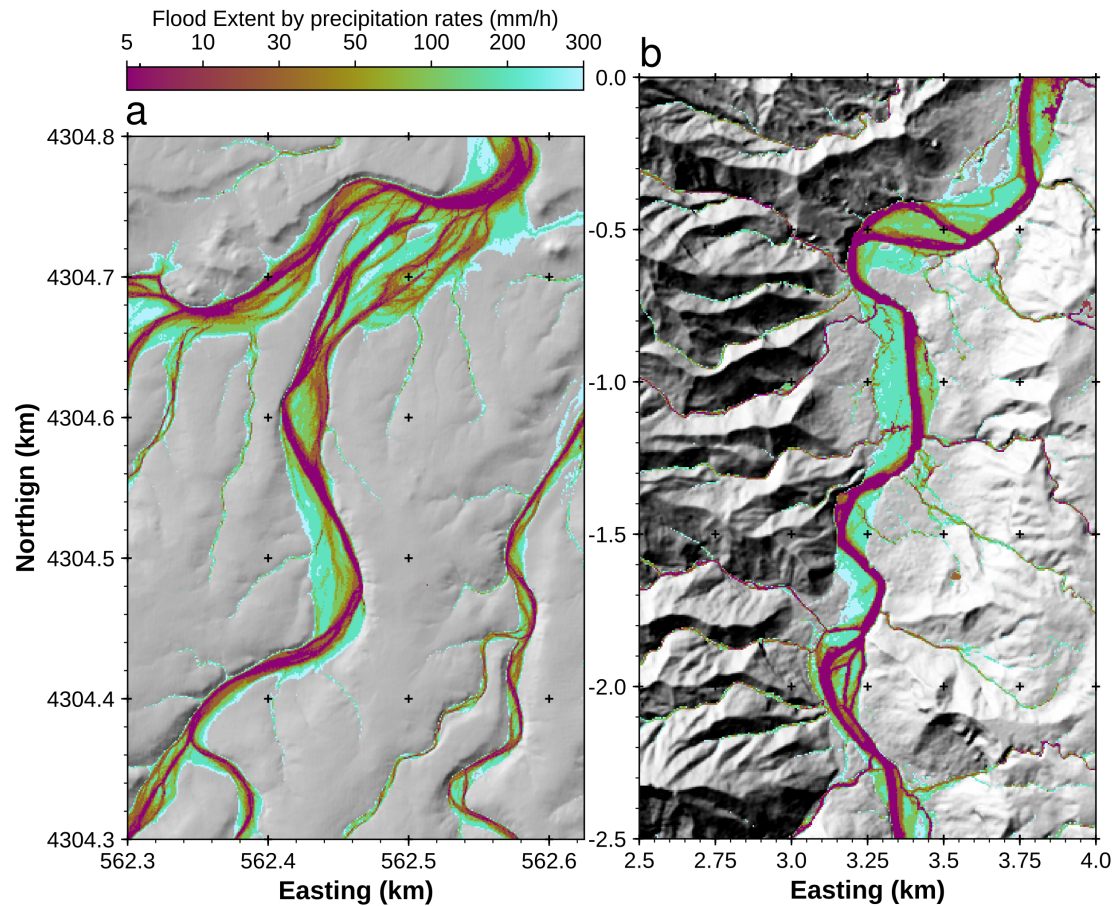 Flood Extent by precipitation rates (mm/h)
5 10 30 50 100 200 300
a
b
4304.8
4304.7
4304.6
4304.5
4304.4
4304.3
Northign (km)
562.3 562.4 562.5 562.6
Easting (km)
0.0
-0.5
-1.0
-1.5
-2.0
-2.5
2.5 2.75 3.0 3.25 3.5 3.75 4.0
Easting (km)